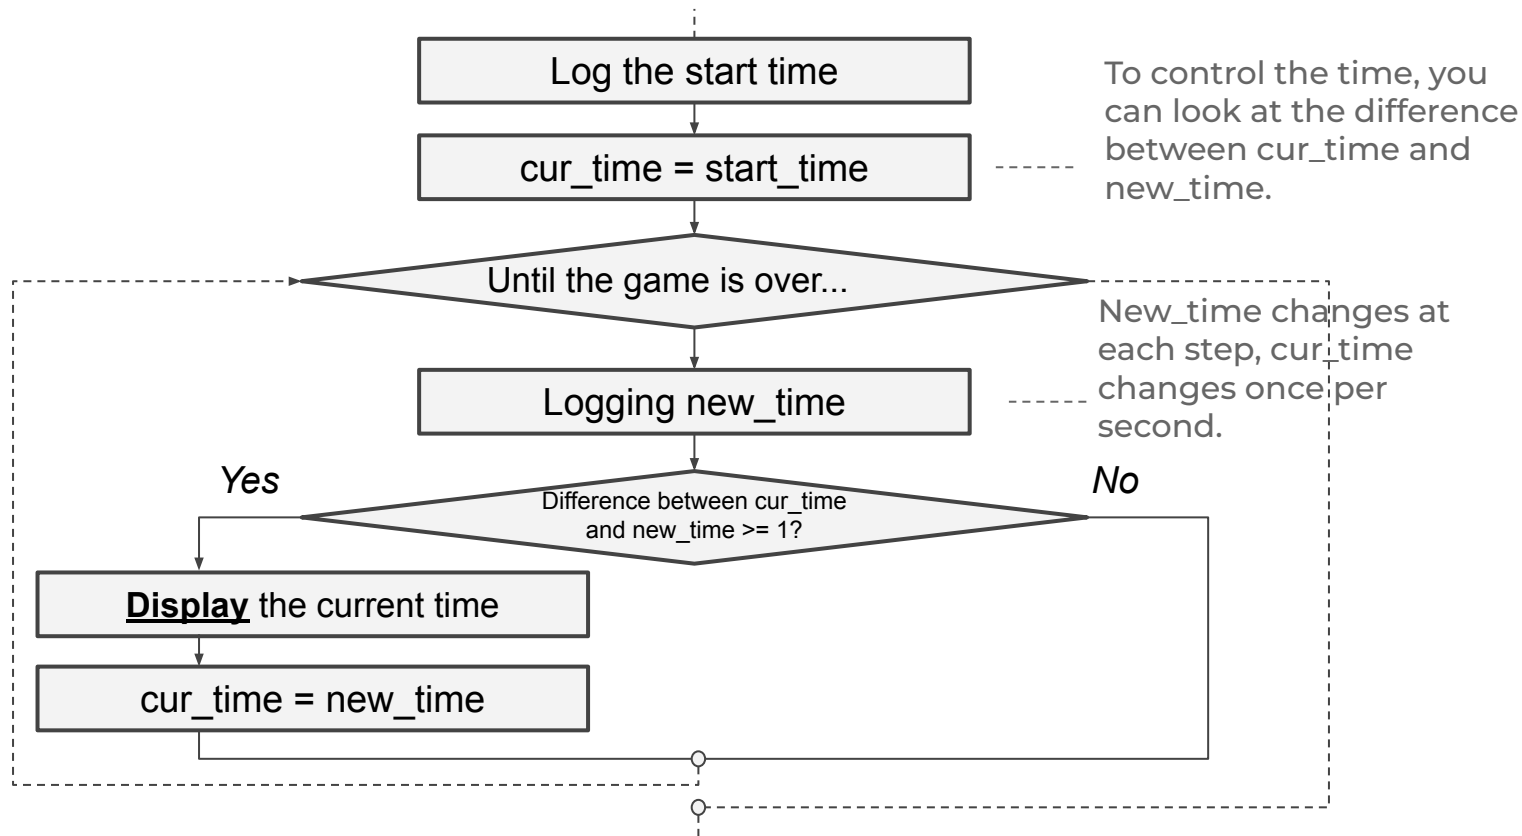 Log the start time
To control the time, you
can look at the difference
between cur_time and
new_time.
cur_time = start_time
Until the game is over...
New_time changes at
each step, cur_time
changes once per
second.
Logging new_time
Yes
No
Difference between cur_time
and new_time >= 1?
Display the current time
cur_time = new_time